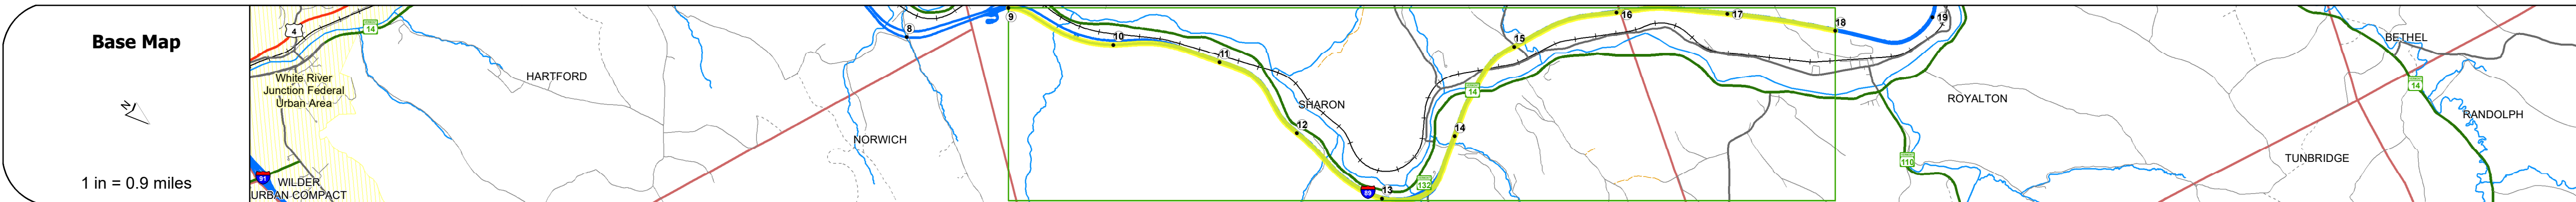 Base Map
N
1 in = 0.9 miles
4
14
White River
Junction Federal
Urban Area
91
WILDER
URBAN COMPACT
HARTFORD
NORWICH
8
9
10
11
12
SHARON
89
13
132
14
14
15
16
17
18
19
ROYALTON
110
BETHEL
14
RANDOLPH
TUNBRIDGE